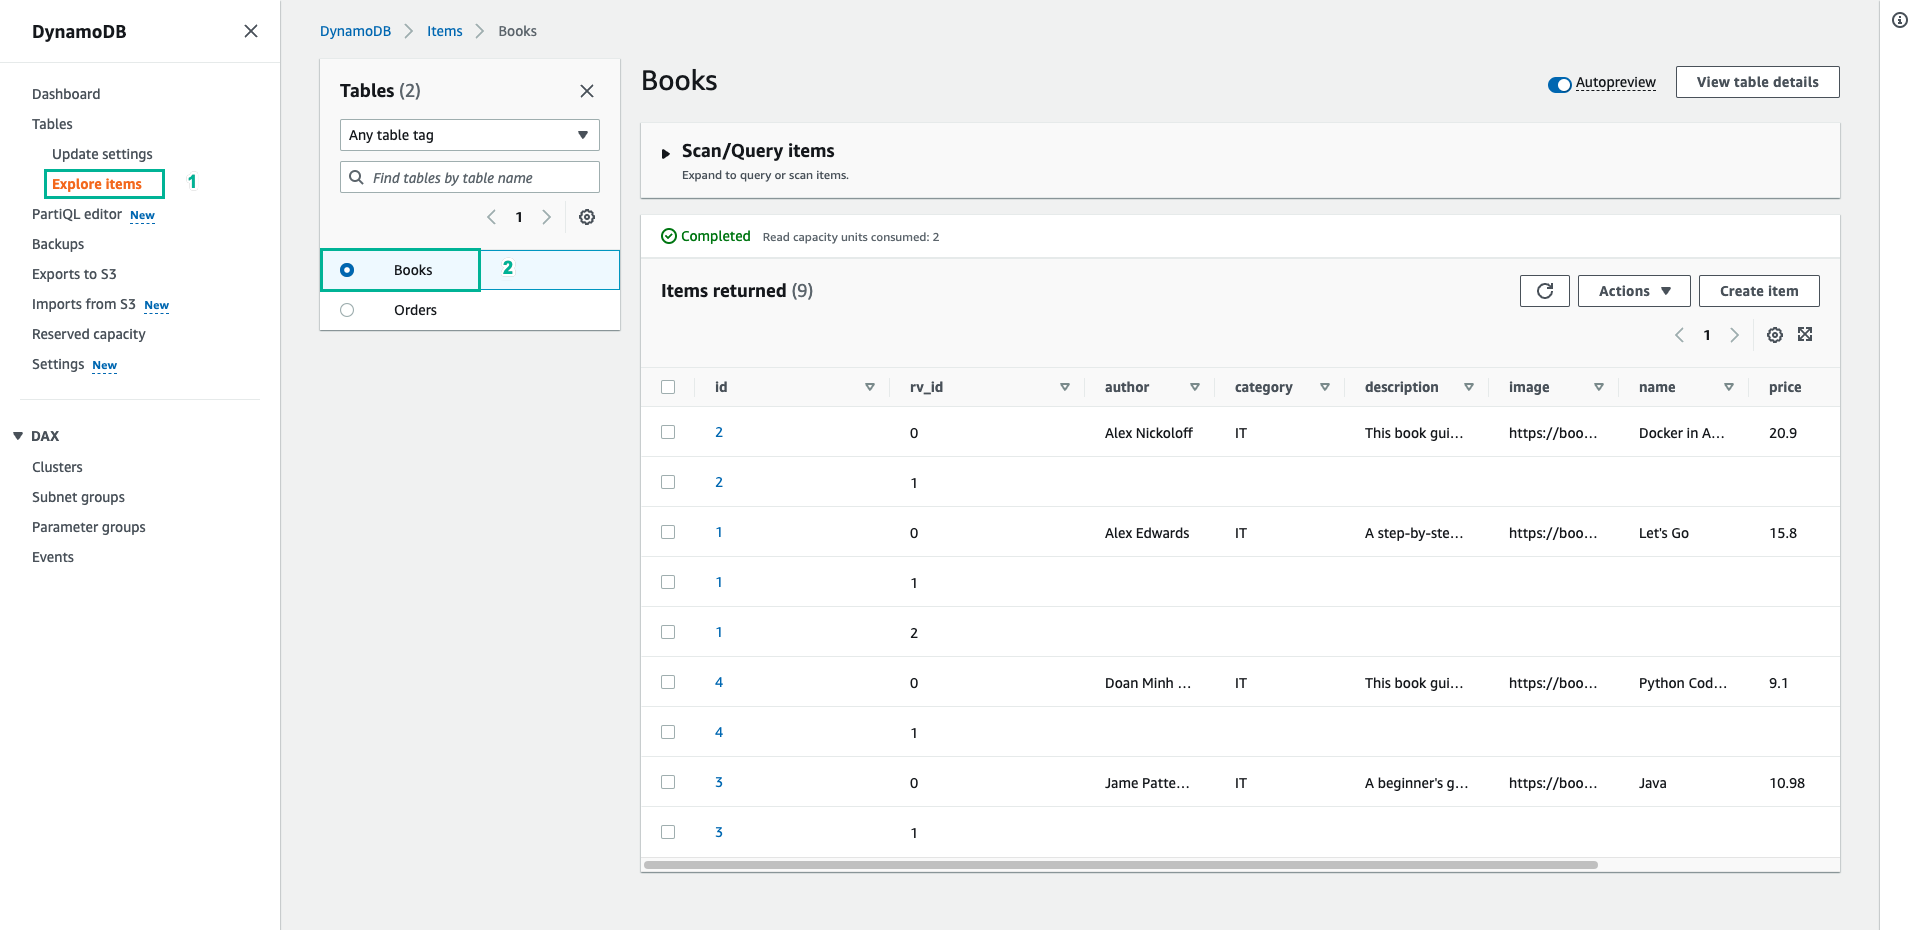 DynamoDB
Dashboard
Tables
Update settings
Explore items 1
PartiQL editor New
Backups
Exports to S3
Imports from S3 New
Reserved capacity
Settings New
DAX
Clusters
Subnet groups
Parameter groups
Events
DynamoDB Items Books
Tables (2)
Any table tag
Find tables by table name
1
Books 2
Orders
Books
Autopreview View table details
Scan/Query items
Expand to query or scan items.
Completed Read capacity units consumed: 2
Items returned (9)
Actions Create item
1
id rv_id author category description image name price
2 0 Alex Nickoloff IT This book gui... https://boo... Docker in A... 20.9
2 1
1 0 Alex Edwards IT A step-by-ste... https://boo... Let's Go 15.8
1 1
1 2
4 0 Doan Minh ... IT This book gui... https://boo... Python Cod... 9.1
4 1
3 0 Jame Patte... IT A beginner's g... https://boo... Java 10.98
3 1